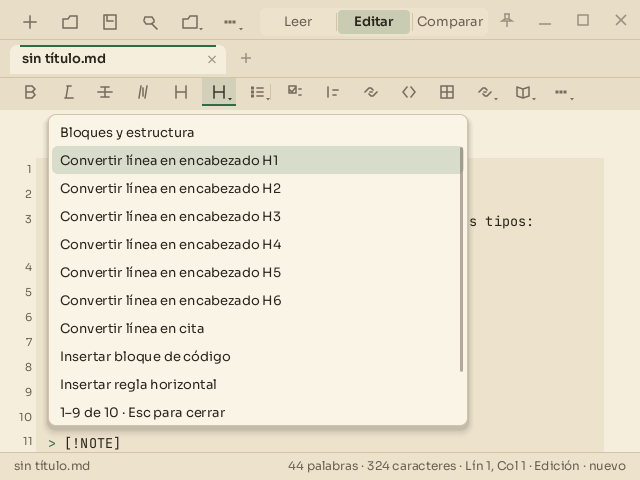 Leer Editar Comparar
sin título.md
Bloques y estructura
Convertir línea en encabezado H1
Convertir línea en encabezado H2
Convertir línea en encabezado H3
Convertir línea en encabezado H4
Convertir línea en encabezado H5
Convertir línea en encabezado H6
Convertir línea en cita
Insertar bloque de código
Insertar regla horizontal
1–9 de 10 · Esc para cerrar
1
2
3 s tipos:
4
5
6
7
8
9
10
11 > [!NOTE]
sin título.md 44 palabras · 324 caracteres · Lín 1, Col 1 · Edición · nuevo